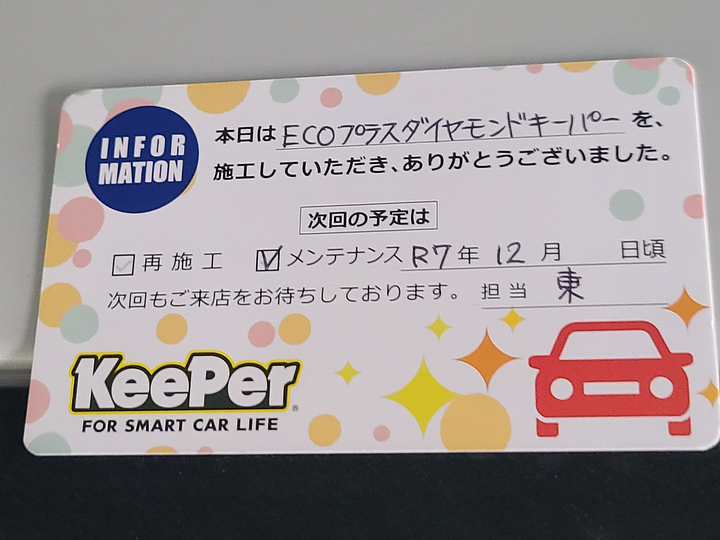 INFOR
MATION
本日は ECOプラスダイヤモンドキーパー を、
施工していただき、ありがとうございました。
次回の予定は
再施工 メンテナンス R7年 12月 日頃
次回もご来店をお待ちしております。 担当 東
KeePer
FOR SMART CAR LIFE